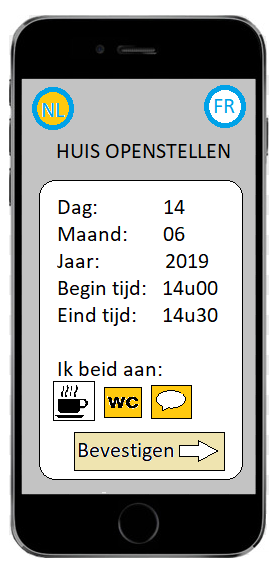 NL
FR
HUIS OPENSTELLEN
Dag: 14
Maand: 06
Jaar: 2019
Begin tijd: 14u00
Eind tijd: 14u30
Ik beid aan:
WC
Bevestigen